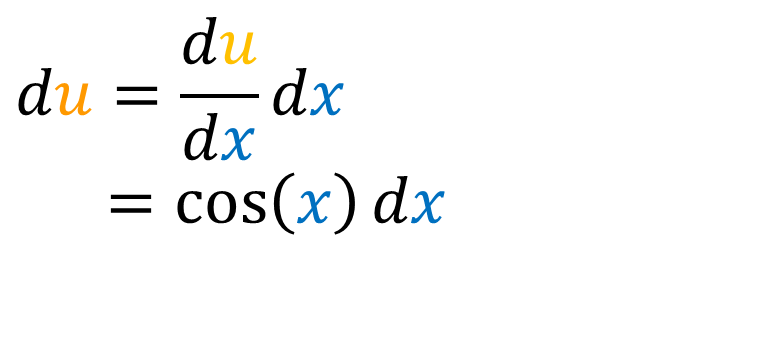 du = du/dx dx
= cos(x) dx